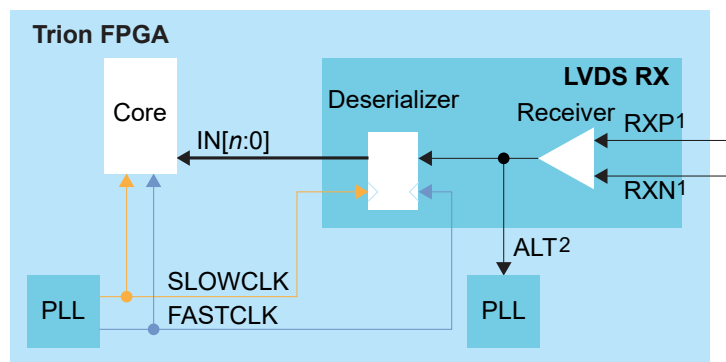 Trion FPGA
LVDS RX
Deserializer
Core
Receiver
RXP1
IN[n:0]
RXN1
ALT2
SLOWCLK
PLL
PLL
FASTCLK